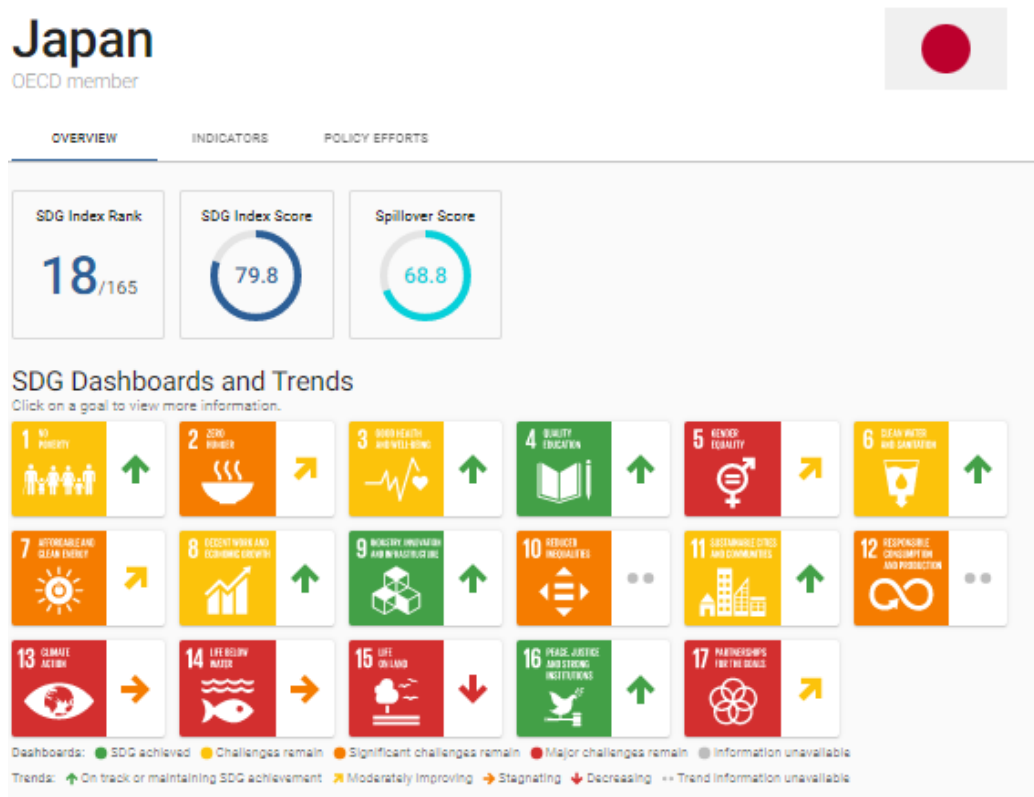 Japan
OECD member
OVERVIEW INDICATORS POLICY EFFORTS
SDG Index Rank SDG Index Score Spillover Score
18/165 79.8 68.8
SDG Dashboards and Trends
Click on a goal to view more information.
1 NO POVERTY
2 ZERO HUNGER
3 GOOD HEALTH AND WELL-BEING
4 QUALITY EDUCATION
5 GENDER EQUALITY
6 CLEAN WATER AND SANITATION
7 AFFORDABLE AND CLEAN ENERGY
8 DECENT WORK AND ECONOMIC GROWTH
9 INDUSTRY, INNOVATION AND INFRASTRUCTURE
10 REDUCED INEQUALITIES
11 SUSTAINABLE CITIES AND COMMUNITIES
12 RESPONSIBLE CONSUMPTION AND PRODUCTION
13 CLIMATE ACTION
14 LIFE BELOW WATER
15 LIFE ON LAND
16 PEACE, JUSTICE AND STRONG INSTITUTIONS
17 PARTNERSHIPS FOR THE GOALS
Dashboards: SDG achieved Challenges remain Significant challenges remain Major challenges remain Information unavailable
Trends: On track or maintaining SDG achievement Moderately improving Stagnating Decreasing Trend information unavailable